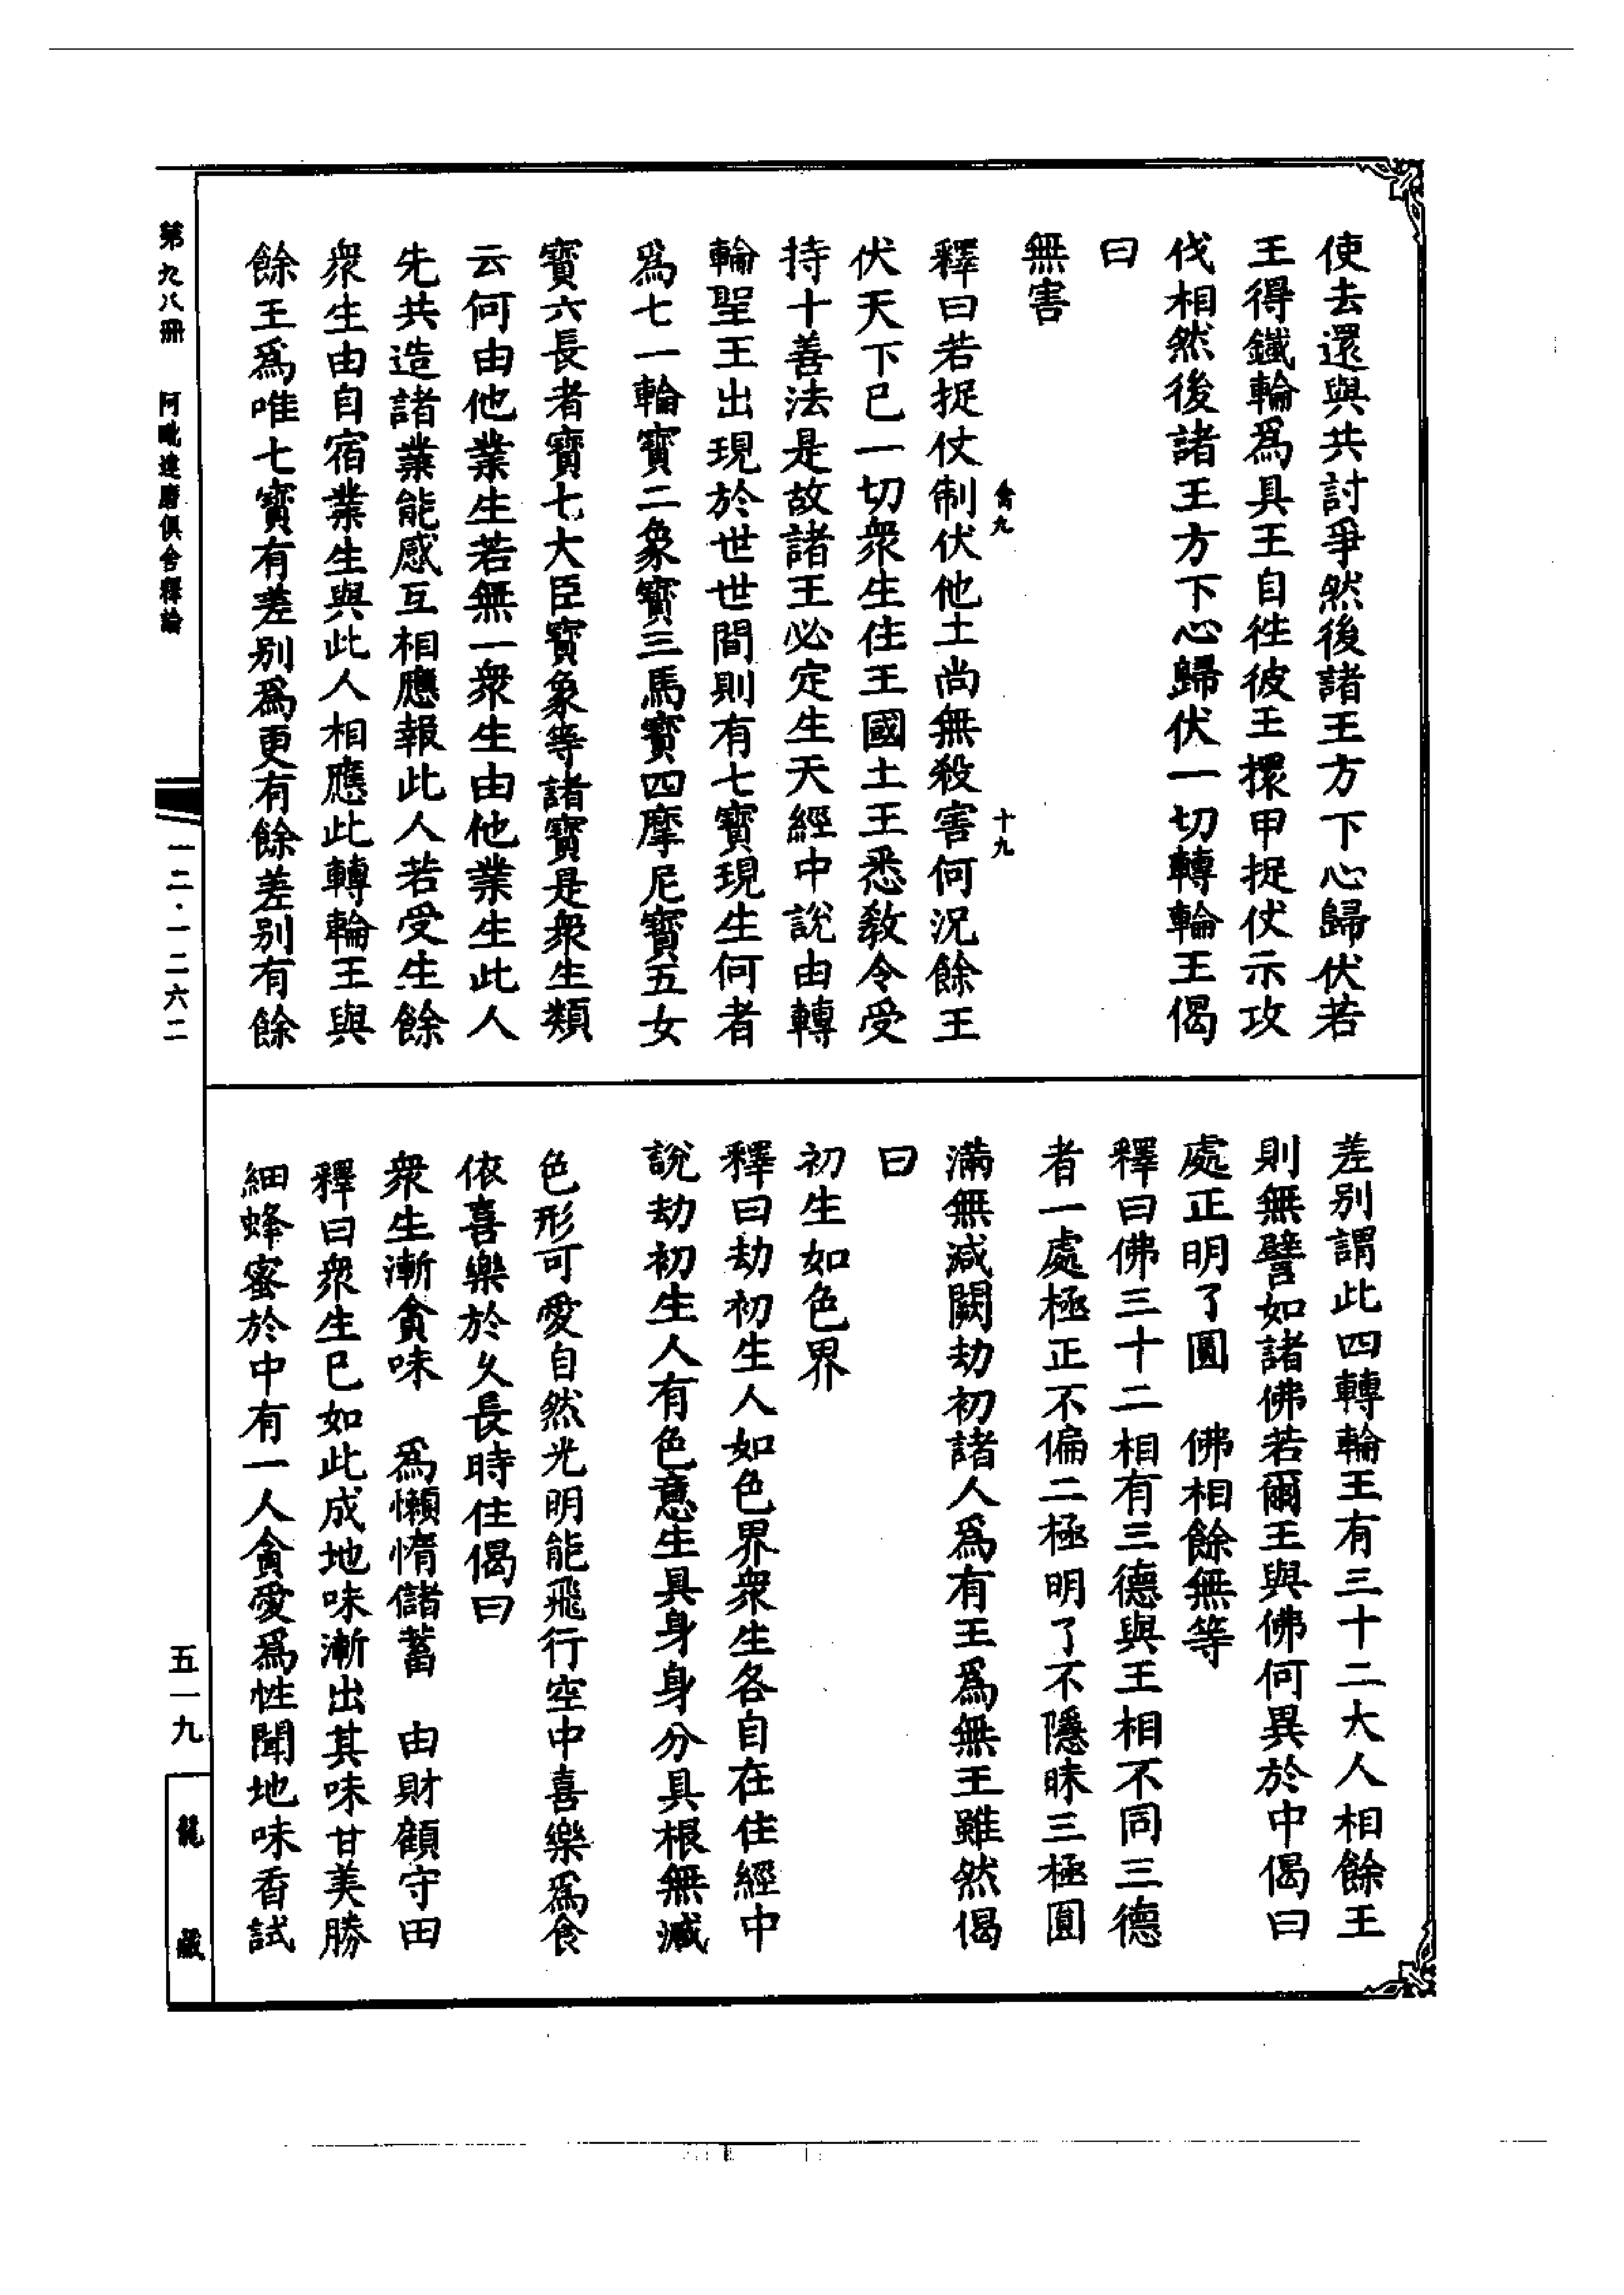 使去還與共討爭然後諸王方下心歸伏若
王得鐵輪爲具王自徃彼王擐甲捉仗示攻
伐相然後諸王方下心歸伏一切轉輪王偈
曰
無害
禽九
十九
釋曰若捉仗制伏他土尚無殺害何況餘王
伏天下已一切衆生住王國土王悉教令受
持十善法是故諸王必定生天經中說由轉
輪聖王出現於世世間則有七寶現生何者
爲七一輪寶二象寶三馬寶四摩尼寶五女
寶六長者寶七大臣寶象等諸寶是衆生類
云何由他業生若無一衆生由他業生此人
先共造諸業能感互相應報此人若受生餘
衆生由自宿業生與此人相應此轉輪王與
餘王爲唯七寶有差别爲更有餘差别有餘
差别謂此四轉輪王有三十二大人相餘王
則無譬如諸佛若爾王與佛何異於中偈曰
處正明了圓　佛相餘無等
釋曰佛三十二相有三德與王相不同三德
者一處極正不偏二極明了不隱昧三極圓
滿無減闕劫初諸人爲有王爲無王雖然偈
曰
初生如色界
釋曰劫初生人如色界衆生各自在住經中
說劫初生人有色意生具身身分具根無減
色形可愛自然光明能飛行空中喜樂爲食
依喜樂於久長時住偈曰
衆生漸貪味　爲懶惰儲蓄　由財顧守田
釋曰衆生已如此成地味漸出其味甘美勝
細蜂蜜於中有一人貪愛爲性聞地味香試
第九八冊　阿毗達磨俱舍釋論
一二·一二六二
五一九
龍藏